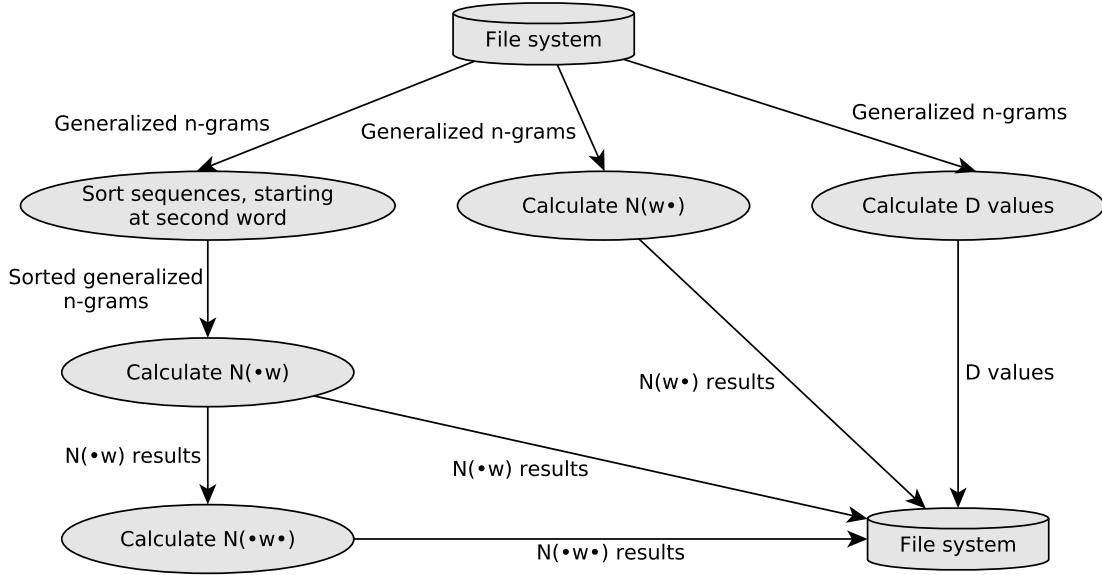 File system
Generalized n-grams
Generalized n-grams
Generalized n-grams
Sort sequences, starting
at second word
Calculate N(w•)
Calculate D values
Sorted generalized
n-grams
Calculate N(•w)
N(w•) results
D values
N(•w) results
N(•w) results
Calculate N(•w•)
N(•w•) results
File system